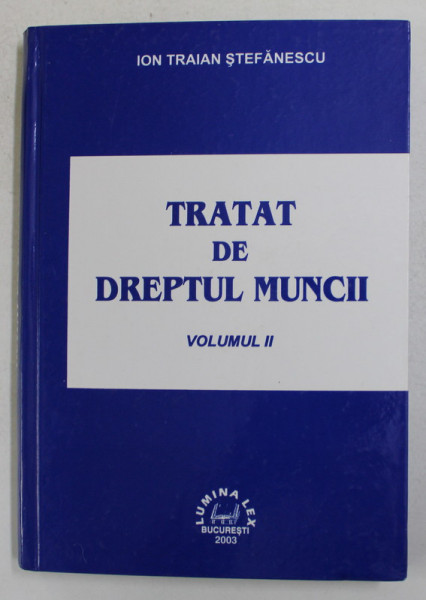 ION TRAIAN ŞTEFĂNESCU
TRATAT
DE
DREPTUL MUNCII
VOLUMUL II
LUMINA LEX
BUCUREŞTI
2003